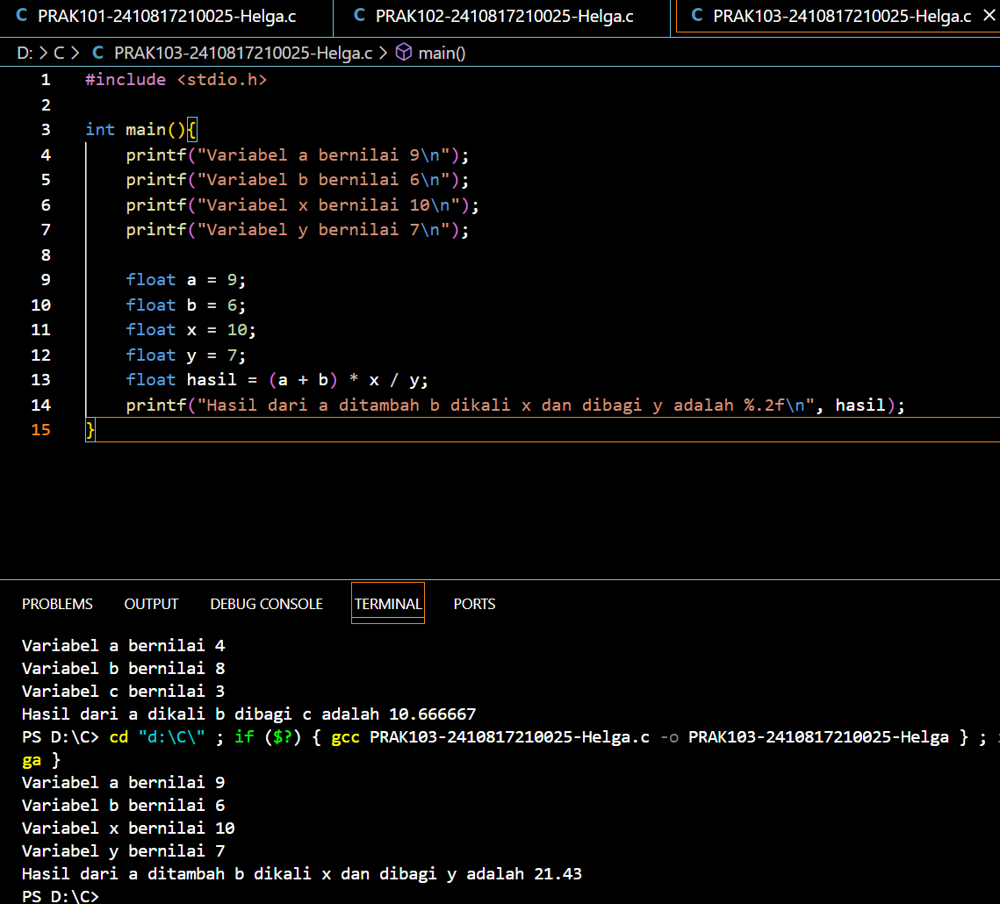 PRAK101-2410817210025-Helga.c PRAK102-2410817210025-Helga.c PRAK103-2410817210025-Helga.c
D: > C > C PRAK103-2410817210025-Helga.c > main()
1 #include <stdio.h>
2
3 int main(){
4 printf("Variabel a bernilai 9\n");
5 printf("Variabel b bernilai 6\n");
6 printf("Variabel x bernilai 10\n");
7 printf("Variabel y bernilai 7\n");
8
9 float a = 9;
10 float b = 6;
11 float x = 10;
12 float y = 7;
13 float hasil = (a + b) * x / y;
14 printf("Hasil dari a ditambah b dikali x dan dibagi y adalah %.2f\n", hasil);
15 }
PROBLEMS OUTPUT DEBUG CONSOLE TERMINAL PORTS
Variabel a bernilai 4
Variabel b bernilai 8
Variabel c bernilai 3
Hasil dari a dikali b dibagi c adalah 10.666667
PS D:\C> cd "d:\C\" ; if ($?) { gcc PRAK103-2410817210025-Helga.c -o PRAK103-2410817210025-Helga } ;
ga }
Variabel a bernilai 9
Variabel b bernilai 6
Variabel x bernilai 10
Variabel y bernilai 7
Hasil dari a ditambah b dikali x dan dibagi y adalah 21.43
PS D:\C>